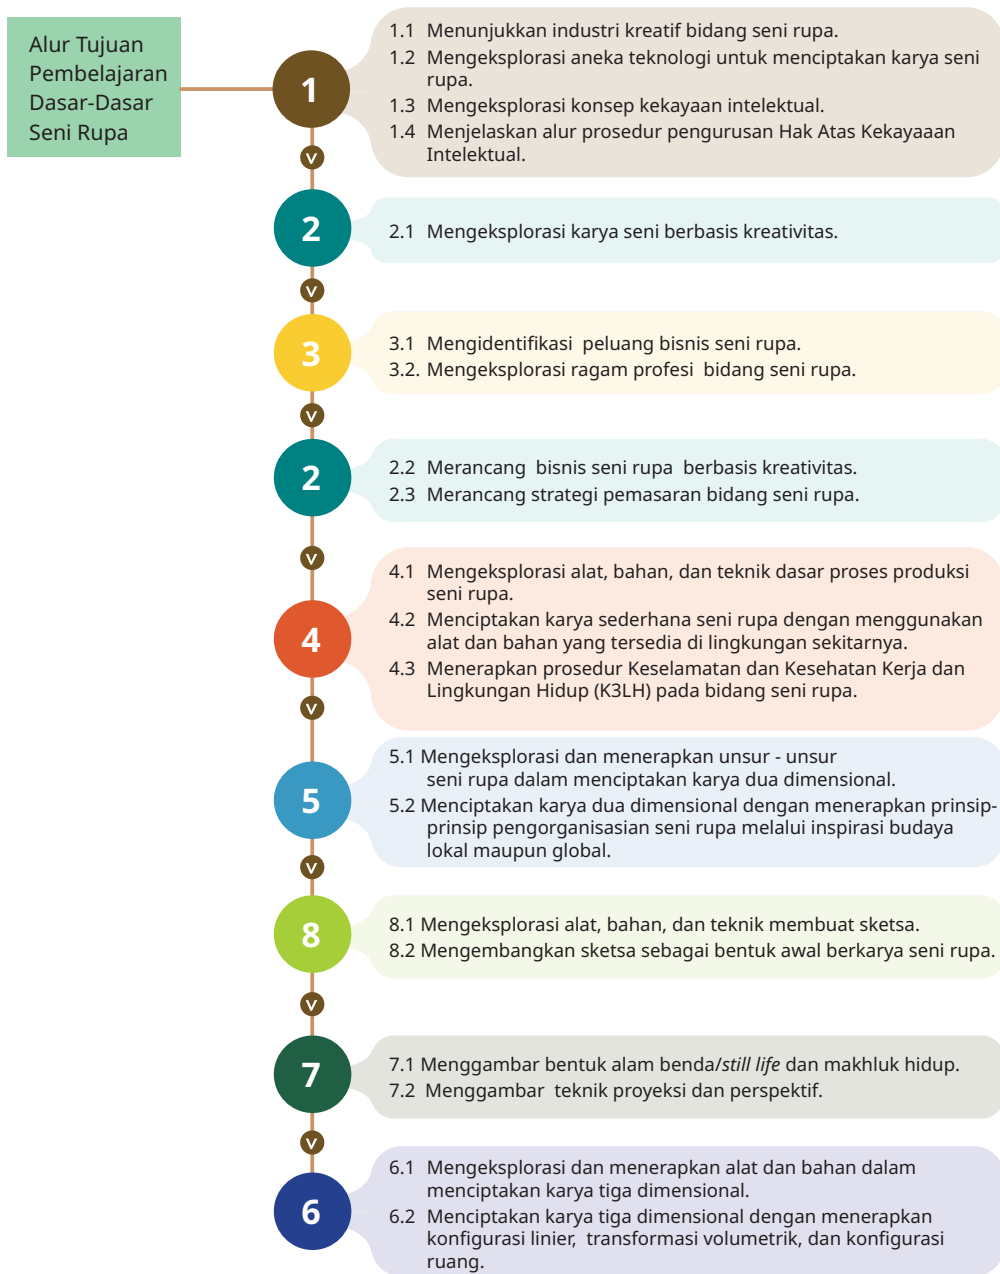 Alur Tujuan
Pembelajaran
Dasar-Dasar
Seni Rupa
1
1.1 Menunjukkan industri kreatif bidang seni rupa.
1.2 Mengeksplorasi aneka teknologi untuk menciptakan karya seni
rupa.
1.3 Mengeksplorasi konsep kekayaan intelektual.
1.4 Menjelaskan alur prosedur pengurusan Hak Atas Kekayaaan
Intelektual.
v
2
2.1 Mengeksplorasi karya seni berbasis kreativitas.
v
3
3.1 Mengidentifikasi peluang bisnis seni rupa.
3.2. Mengeksplorasi ragam profesi bidang seni rupa.
v
2
2.2 Merancang bisnis seni rupa berbasis kreativitas.
2.3 Merancang strategi pemasaran bidang seni rupa.
v
4
4.1 Mengeksplorasi alat, bahan, dan teknik dasar proses produksi
seni rupa.
4.2 Menciptakan karya sederhana seni rupa dengan menggunakan
alat dan bahan yang tersedia di lingkungan sekitarnya.
4.3 Menerapkan prosedur Keselamatan dan Kesehatan Kerja dan
Lingkungan Hidup (K3LH) pada bidang seni rupa.
v
5
5.1 Mengeksplorasi dan menerapkan unsur - unsur
seni rupa dalam menciptakan karya dua dimensional.
5.2 Menciptakan karya dua dimensional dengan menerapkan prinsip-
prinsip pengorganisasian seni rupa melalui inspirasi budaya
lokal maupun global.
v
8
8.1 Mengeksplorasi alat, bahan, dan teknik membuat sketsa.
8.2 Mengembangkan sketsa sebagai bentuk awal berkarya seni rupa.
v
7
7.1 Menggambar bentuk alam benda/still life dan makhluk hidup.
7.2 Menggambar teknik proyeksi dan perspektif.
v
6
6.1 Mengeksplorasi dan menerapkan alat dan bahan dalam
menciptakan karya tiga dimensional.
6.2 Menciptakan karya tiga dimensional dengan menerapkan
konfigurasi linier, transformasi volumetrik, dan konfigurasi
ruang.